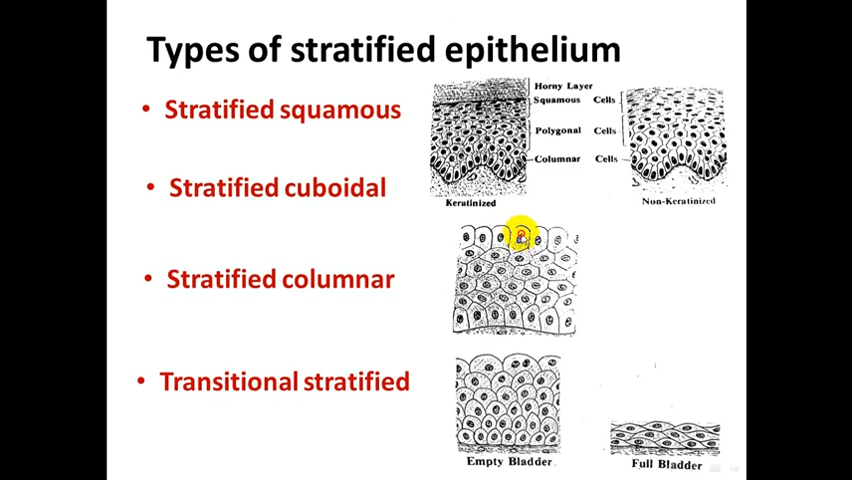 Types of stratified epithelium
• Stratified squamous
Horny Layer
Squamous Cells
Polygonal Cells
Columnar Cells
Keratinized
Non-Keratinized
• Stratified cuboidal
• Stratified columnar
• Transitional stratified
Empty Bladder
Full Bladder